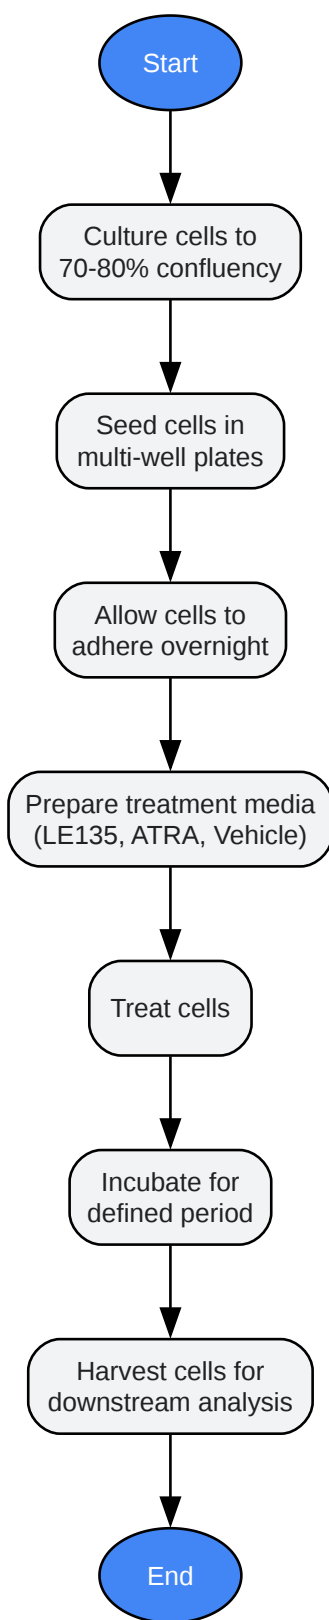 Start
Culture cells to
70-80% confluency
Seed cells in
multi-well plates
Allow cells to
adhere overnight
Prepare treatment media
(LE135, ATRA, Vehicle)
Treat cells
Incubate for
defined period
Harvest cells for
downstream analysis
End